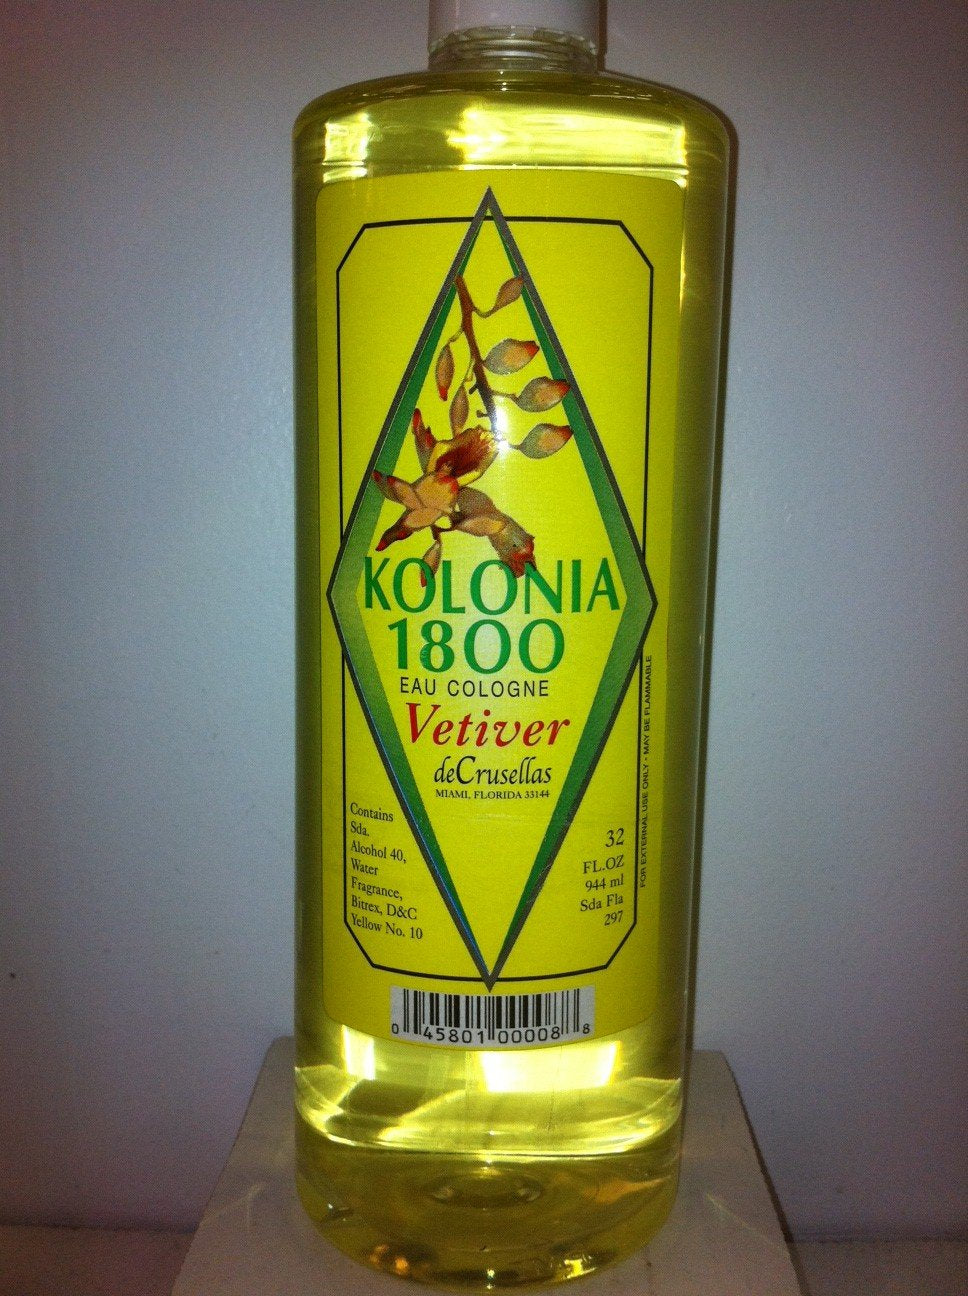 KOLONIA
1800
EAU COLOGNE
Vetiver
deCrusellas
MIAMI, FLORIDA 33144
Contains
Sda.
Alcohol 40,
Water
Fragrance,
Bitrex, D&C
Yellow No. 10
32
FL.OZ
944 ml
Sda Fla
297
FOR EXTERNAL USE ONLY • MAY BE FLAMMABLE
0 45801 00008 8